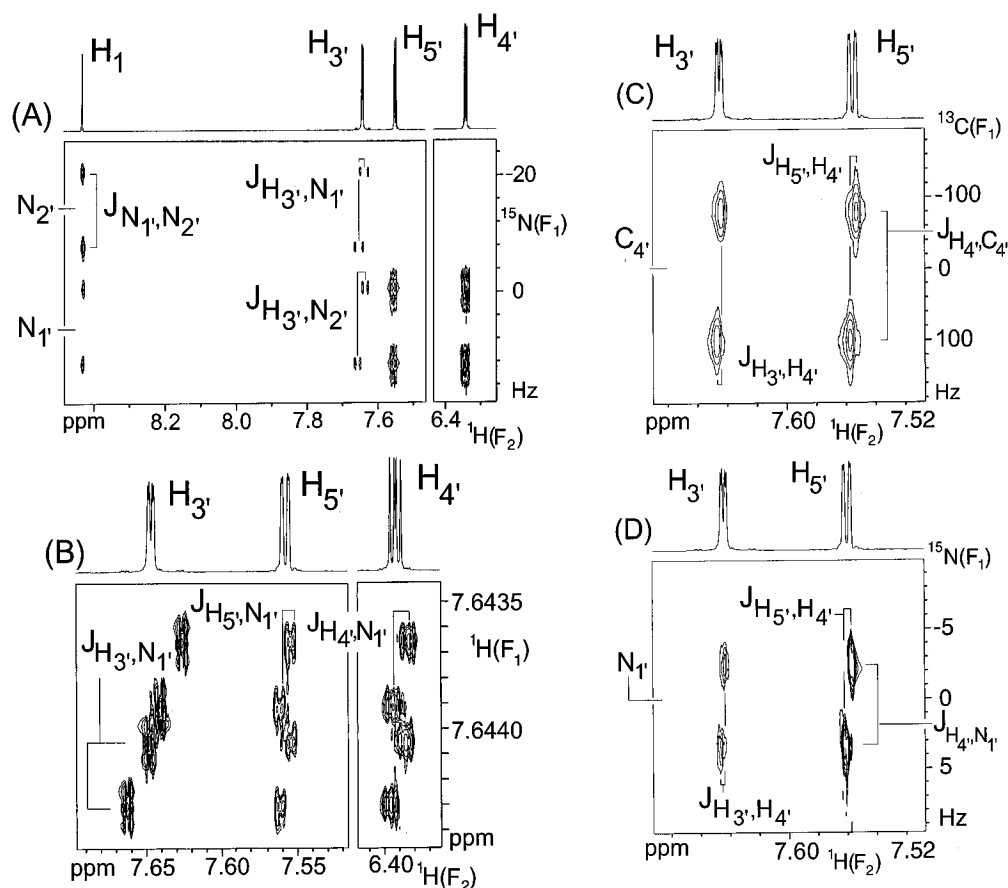 (A)
H1 H3' H5' H4'
N2'
N1'
JN1',N2'
JH3',N1'
JH3',N2'
-20
15N(F1)
0
Hz
ppm 8.2 8.0 7.8 7.6 6.4
1H(F2)
(B)
H3' H5' H4'
JH3',N1'
JH5',N1'
JH4',N1'
7.6435
1H(F1)
7.6440
ppm
ppm 7.65 7.60 7.55 6.40 1H(F2)
(C)
H3' H5'
13C(F1)
JH5',H4'
-100
C4'
JH4',C4'
0
100
JH3',H4'
Hz
ppm 7.60 1H(F2) 7.52
(D)
H3' H5'
15N(F1)
JH5',H4'
-5
N1'
0
JH4',N1'
5
JH3',H4'
Hz
ppm 7.60 1H(F2) 7.52